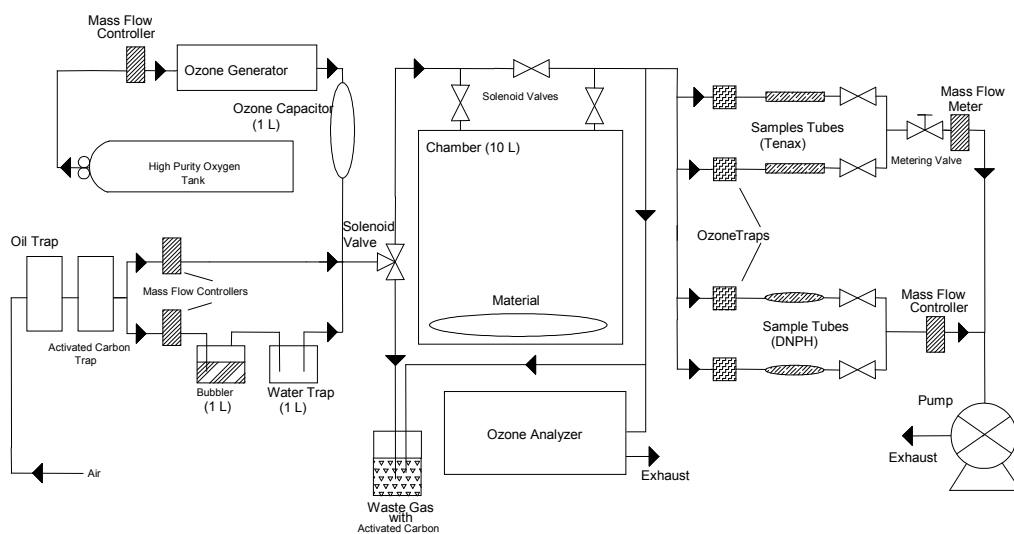 Mass Flow
Controller
Ozone Generator
Ozone Capacitor
(1 L)
High Purity Oxygen
Tank
Solenoid Valves
Chamber (10 L)
Material
Samples Tubes
(Tenax)
Mass Flow
Meter
Metering Valve
OzoneTraps
Solenoid
Valve
Oil Trap
Mass Flow Controllers
Activated Carbon
Trap
Bubbler
(1 L)
Water Trap
(1 L)
Air
Mass Flow
Controller
Sample Tubes
(DNPH)
Pump
Exhaust
Ozone Analyzer
Exhaust
Waste Gas
with
Activated Carbon